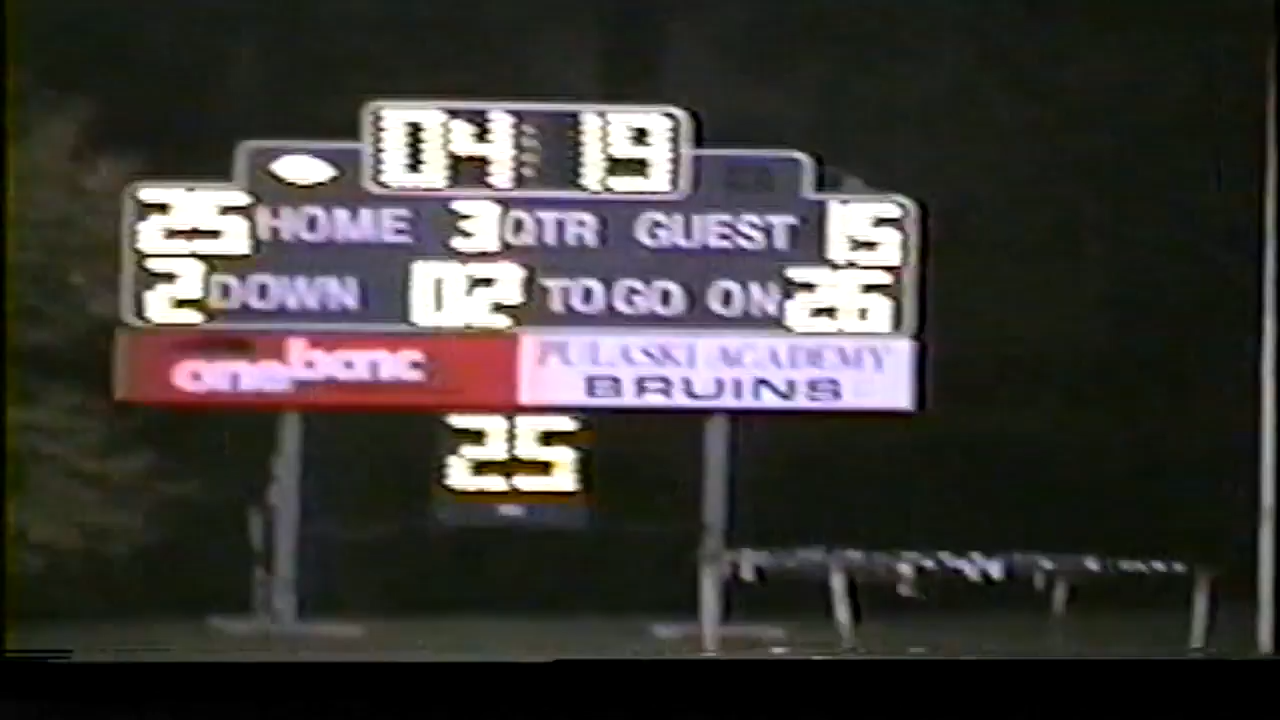 04:19
25 HOME 3 QTR GUEST 15
2 DOWN 02 TO GO ON 26
onebanc PULASKI ACADEMY
BRUINS
25